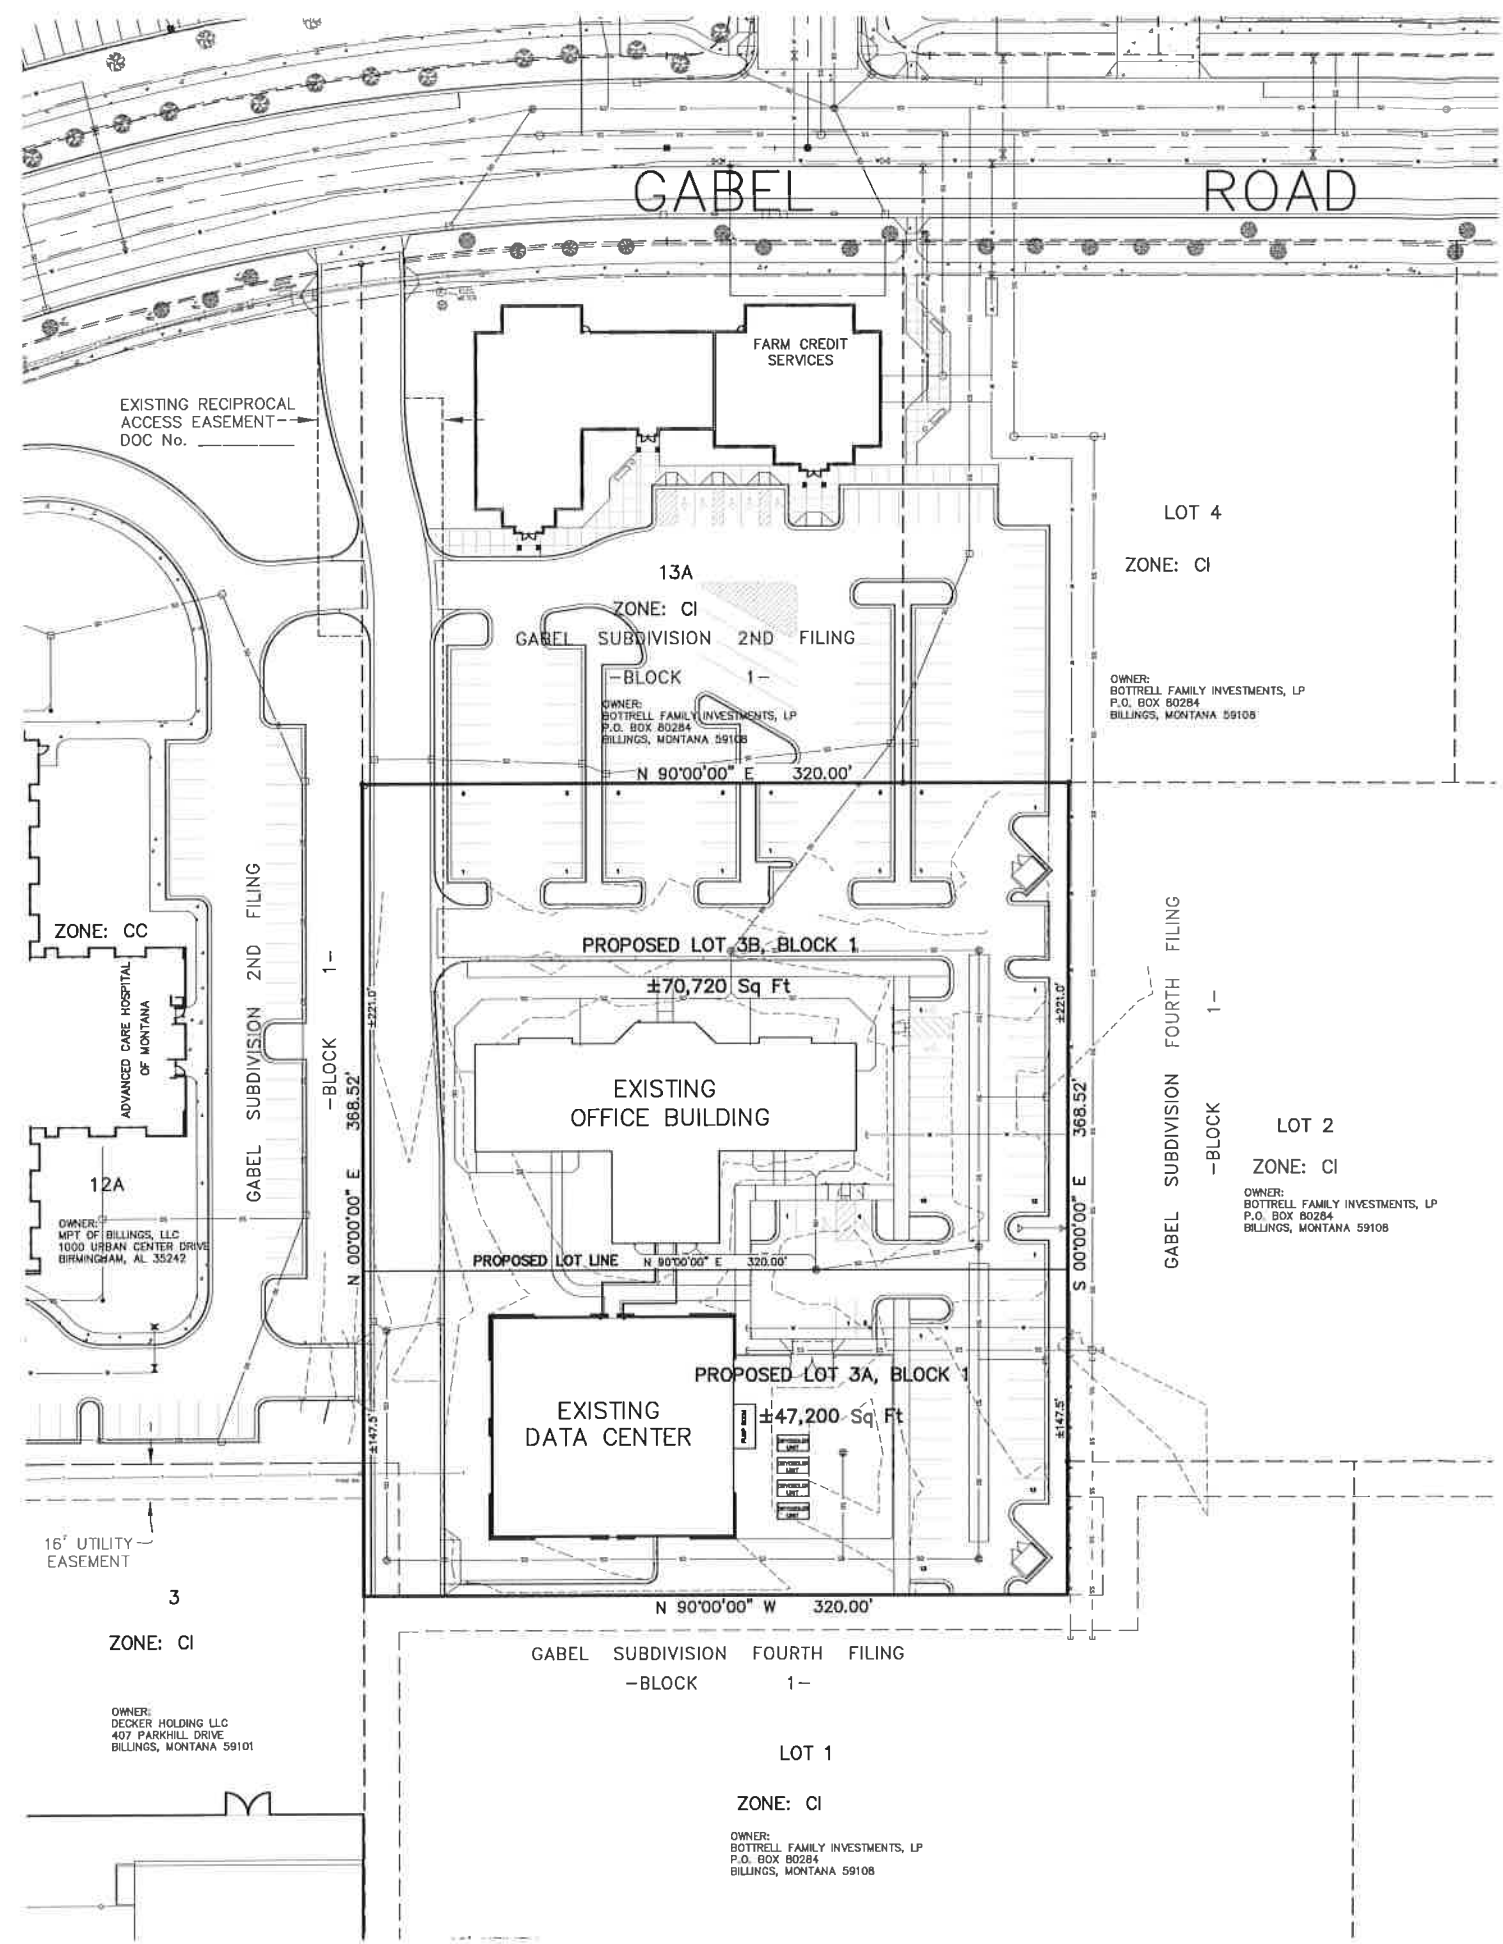 GABEL ROAD
FARM CREDIT
SERVICES
EXISTING RECIPROCAL
ACCESS EASEMENT
DOC No.
LOT 4
ZONE: CI
OWNER:
BOTTRELL FAMILY INVESTMENTS, LP
P.O. BOX 80284
BILLINGS, MONTANA 59108
13A
ZONE: CI
GABEL SUBDIVISION 2ND FILING
-BLOCK 1-
OWNER:
BOTTRELL FAMILY INVESTMENTS, LP
P.O. BOX 80284
BILLINGS, MONTANA 59108
N 90°00'00" E 320.00'
ZONE: CC
ADVANCED CARE HOSPITAL
OF MONTANA
12A
OWNER:
MPT OF BILLINGS, LLC
1000 URBAN CENTER DRIVE
BIRMINGHAM, AL 35242
GABEL SUBDIVISION 2ND FILING
-BLOCK 1-
N 00°00'00" E 368.52'
±221.0'
PROPOSED LOT 3B, BLOCK 1
±70,720 Sq Ft
EXISTING
OFFICE BUILDING
±221.0'
S 00°00'00" E 368.52'
GABEL SUBDIVISION FOURTH FILING
-BLOCK 1-
LOT 2
ZONE: CI
OWNER:
BOTTRELL FAMILY INVESTMENTS, LP
P.O. BOX 80284
BILLINGS, MONTANA 59108
PROPOSED LOT LINE N 90°00'00" E 320.00'
PROPOSED LOT 3A, BLOCK 1
±47,200 Sq Ft
EXISTING
DATA CENTER
PUMP ROOM
±147.5'
±147.5'
16' UTILITY
EASEMENT
3
ZONE: CI
OWNER:
DECKER HOLDING LLC
407 PARKHILL DRIVE
BILLINGS, MONTANA 59101
N 90°00'00" W 320.00'
GABEL SUBDIVISION FOURTH FILING
-BLOCK 1-
LOT 1
ZONE: CI
OWNER:
BOTTRELL FAMILY INVESTMENTS, LP
P.O. BOX 80284
BILLINGS, MONTANA 59108